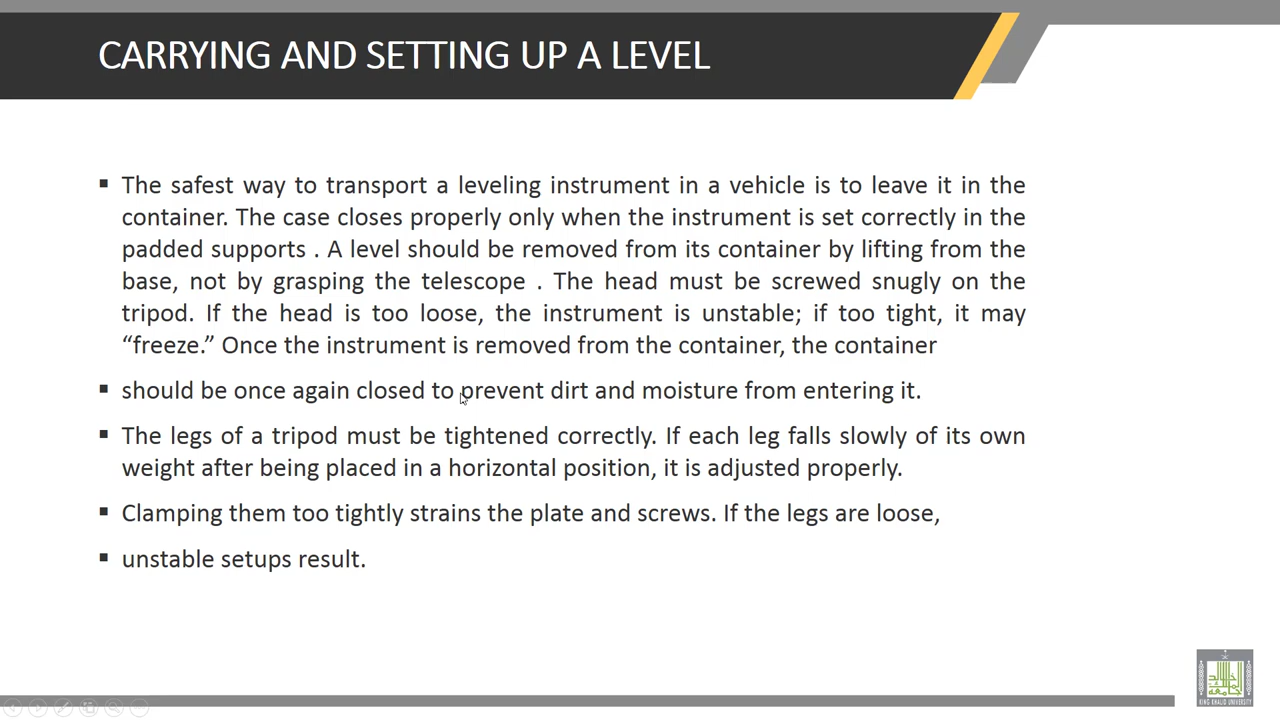 CARRYING AND SETTING UP A LEVEL
▪ The safest way to transport a leveling instrument in a vehicle is to leave it in the
container. The case closes properly only when the instrument is set correctly in the
padded supports . A level should be removed from its container by lifting from the
base, not by grasping the telescope . The head must be screwed snugly on the
tripod. If the head is too loose, the instrument is unstable; if too tight, it may
“freeze.” Once the instrument is removed from the container, the container
▪ should be once again closed to prevent dirt and moisture from entering it.
▪ The legs of a tripod must be tightened correctly. If each leg falls slowly of its own
weight after being placed in a horizontal position, it is adjusted properly.
▪ Clamping them too tightly strains the plate and screws. If the legs are loose,
▪ unstable setups result.
KING KHALID UNIVERSITY